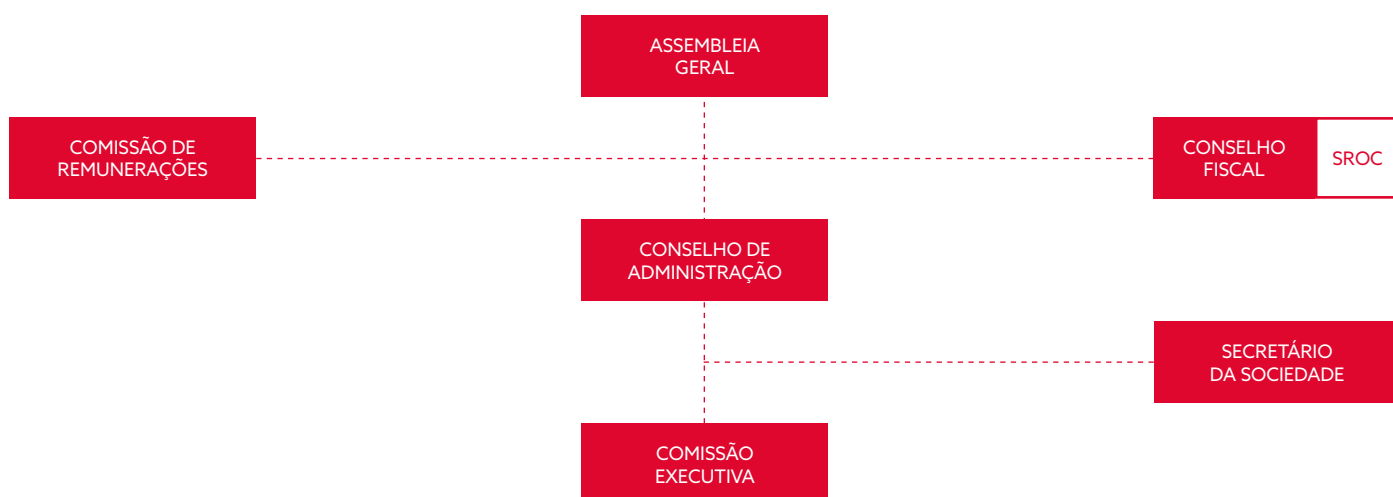 ASSEMBLEIA
GERAL
COMISSÃO DE
REMUNERAÇÕES
CONSELHO
FISCAL
SROC
CONSELHO DE
ADMINISTRAÇÃO
SECRETÁRIO
DA SOCIEDADE
COMISSÃO
EXECUTIVA